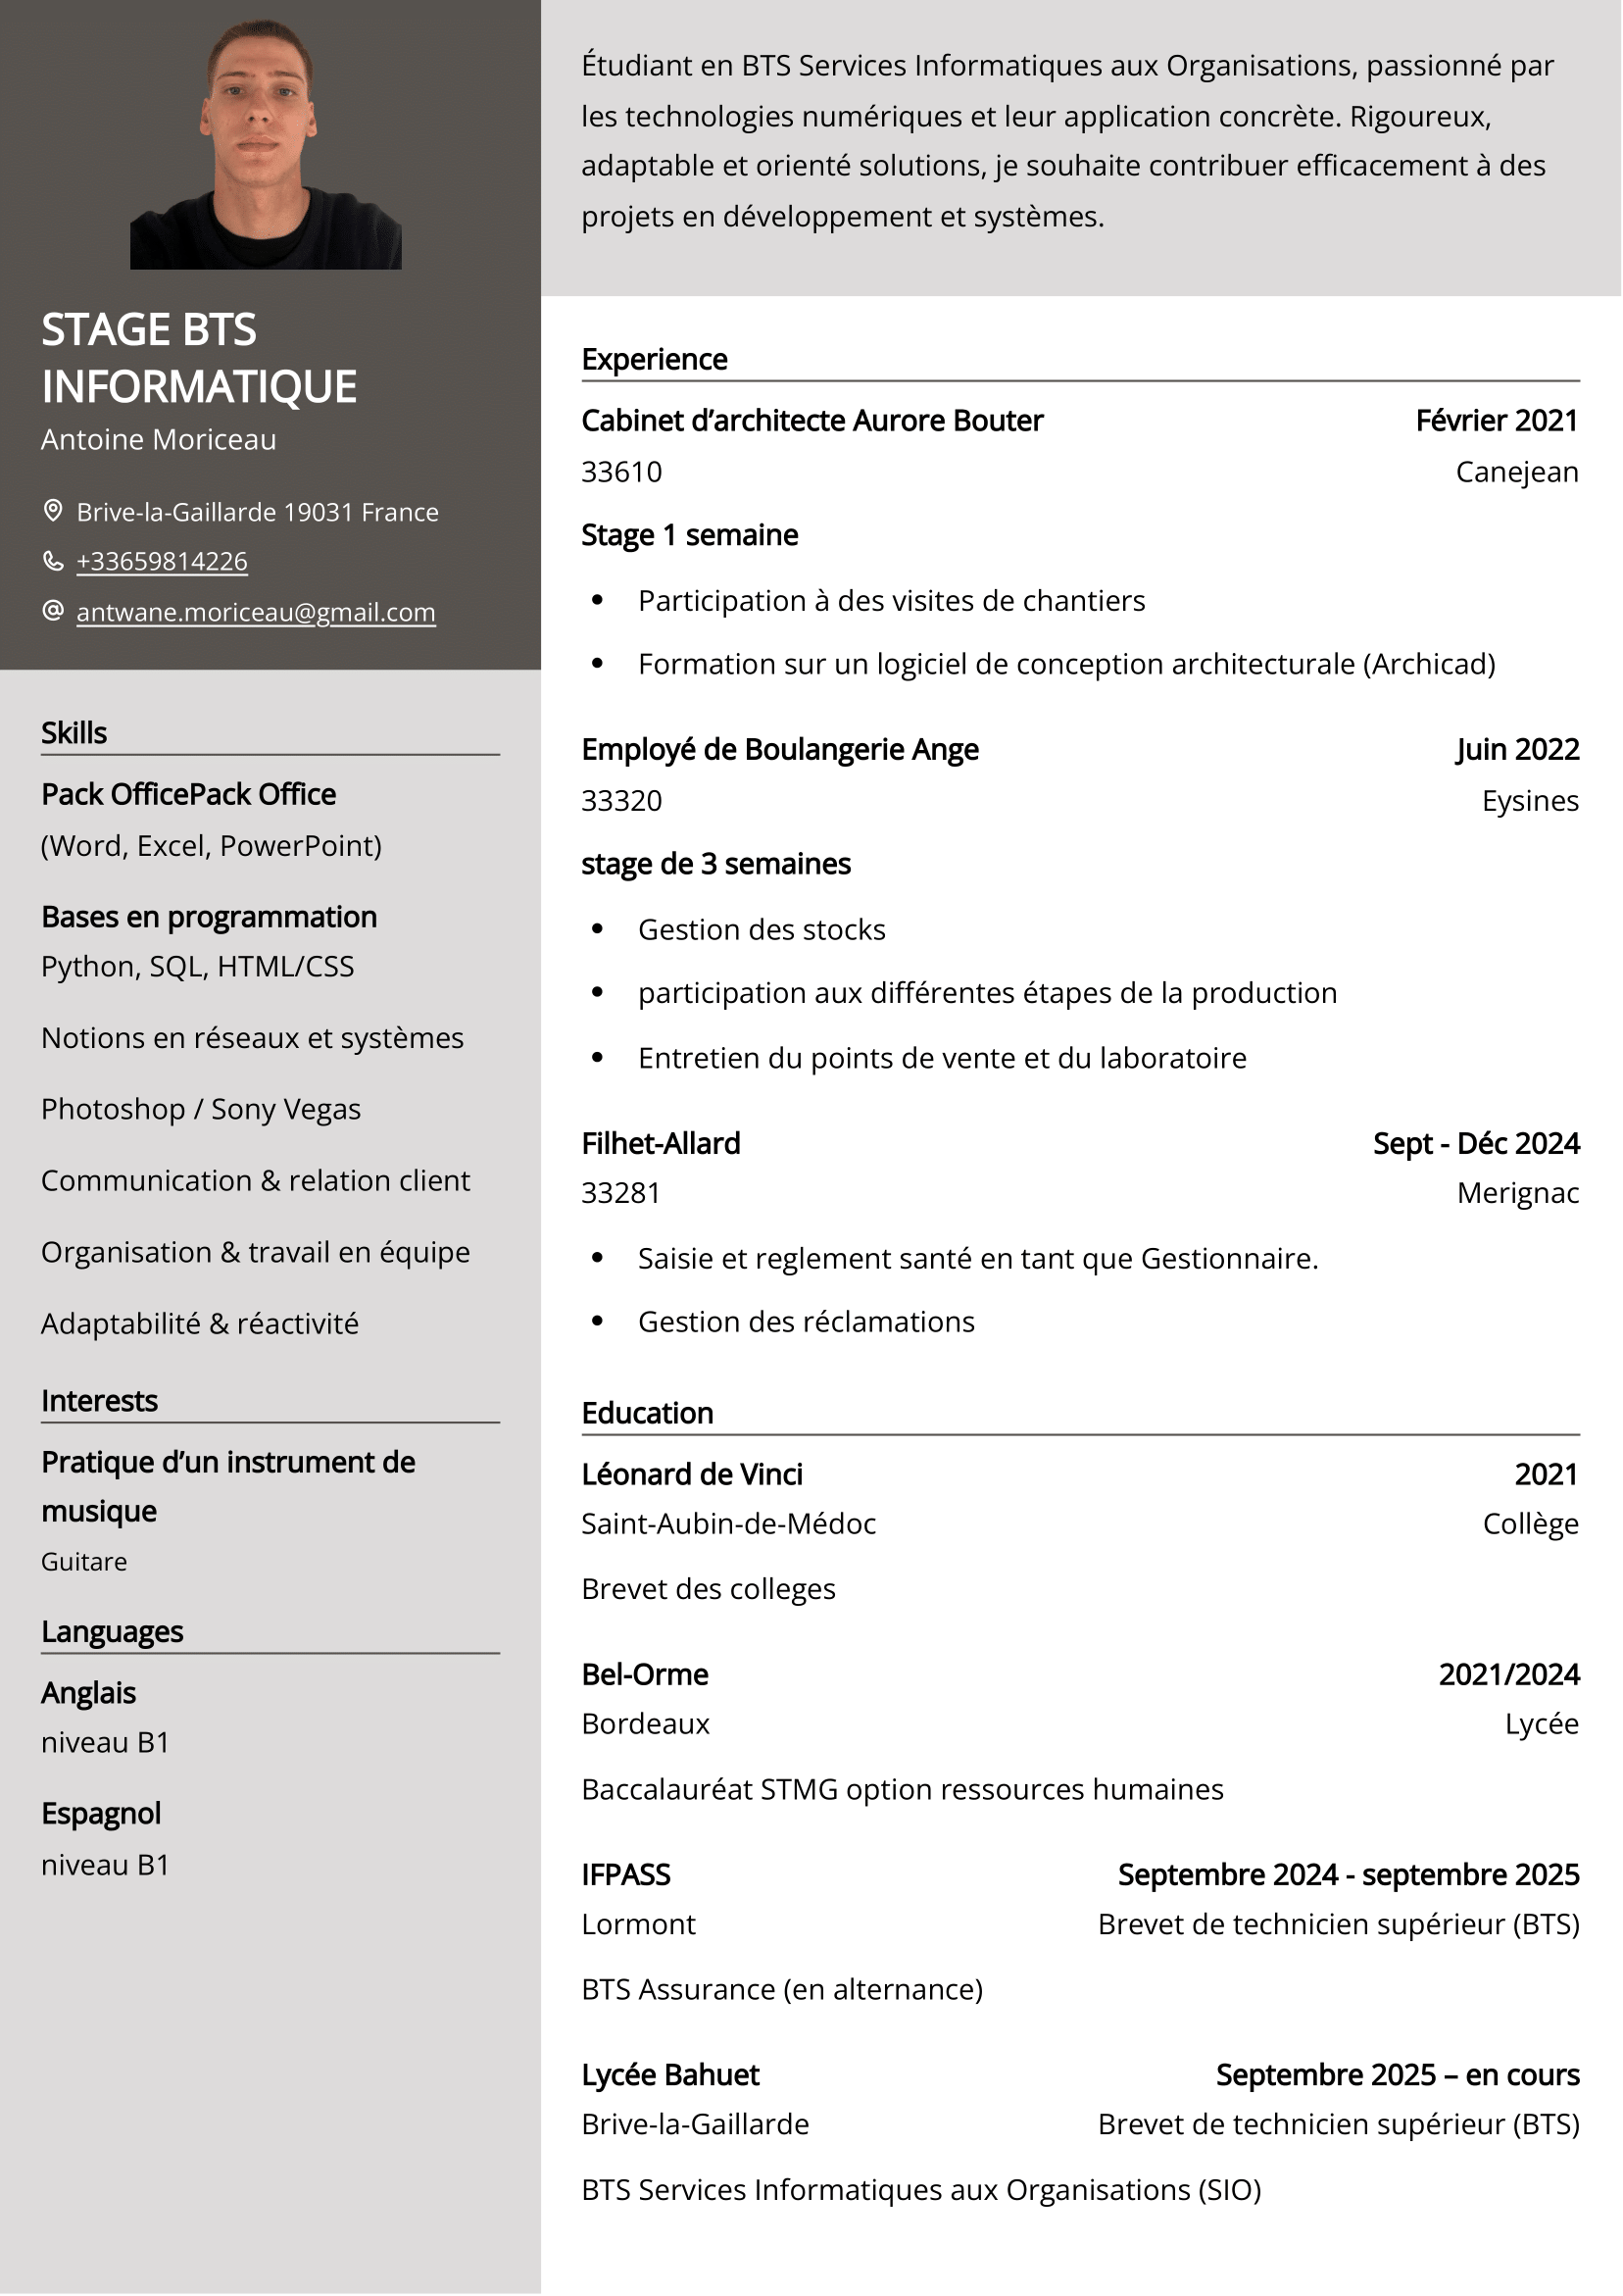 STAGE BTS
INFORMATIQUE
Antoine Moriceau
Brive-la-Gaillarde 19031 France
+33659814226
antwane.moriceau@gmail.com
Skills
Pack OfficePack Office
(Word, Excel, PowerPoint)
Bases en programmation
Python, SQL, HTML/CSS
Notions en réseaux et systèmes
Photoshop / Sony Vegas
Communication & relation client
Organisation & travail en équipe
Adaptabilité & réactivité
Interests
Pratique d’un instrument de
musique
Guitare
Languages
Anglais
niveau B1
Espagnol
niveau B1
Étudiant en BTS Services Informatiques aux Organisations, passionné par
les technologies numériques et leur application concrète. Rigoureux,
adaptable et orienté solutions, je souhaite contribuer efficacement à des
projets en développement et systèmes.
Experience
Cabinet d’architecte Aurore Bouter Février 2021
33610 Canejean
Stage 1 semaine
• Participation à des visites de chantiers
• Formation sur un logiciel de conception architecturale (Archicad)
Employé de Boulangerie Ange Juin 2022
33320 Eysines
stage de 3 semaines
• Gestion des stocks
• participation aux différentes étapes de la production
• Entretien du points de vente et du laboratoire
Filhet-Allard Sept - Déc 2024
33281 Merignac
• Saisie et reglement santé en tant que Gestionnaire.
• Gestion des réclamations
Education
Léonard de Vinci 2021
Saint-Aubin-de-Médoc Collège
Brevet des colleges
Bel-Orme 2021/2024
Bordeaux Lycée
Baccalauréat STMG option ressources humaines
IFPASS Septembre 2024 - septembre 2025
Lormont Brevet de technicien supérieur (BTS)
BTS Assurance (en alternance)
Lycée Bahuet Septembre 2025 – en cours
Brive-la-Gaillarde Brevet de technicien supérieur (BTS)
BTS Services Informatiques aux Organisations (SIO)